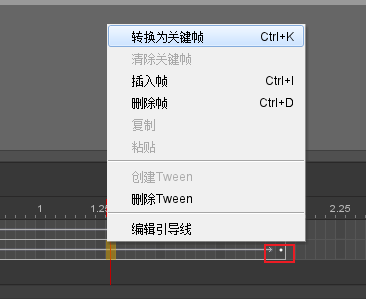 转换为关键帧 Ctrl+K
清除关键帧
插入帧 Ctrl+I
删除帧 Ctrl+D
复制
粘贴
创建Tween
删除Tween
编辑引导线
1 1.25 2.25